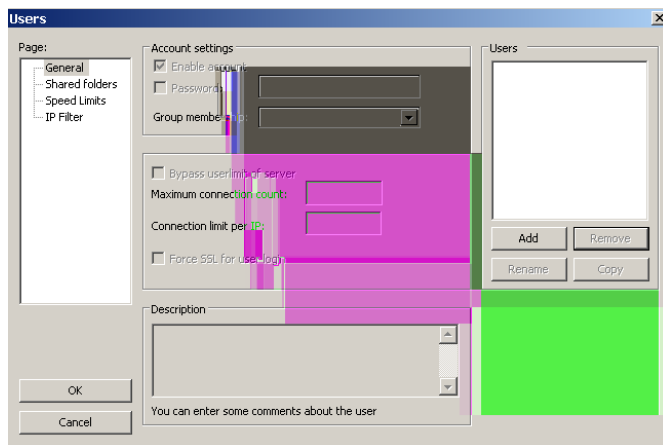 Users
Page:
General
Shared folders
Speed Limits
IP Filter
OK
Cancel
Account settings
Enable account
Password:
Group membership:
Bypass userlimit of server
Maximum connection count:
Connection limit per IP:
Force SSL for user login
Description
You can enter some comments about the user
Users
Add
Remove
Rename
Copy